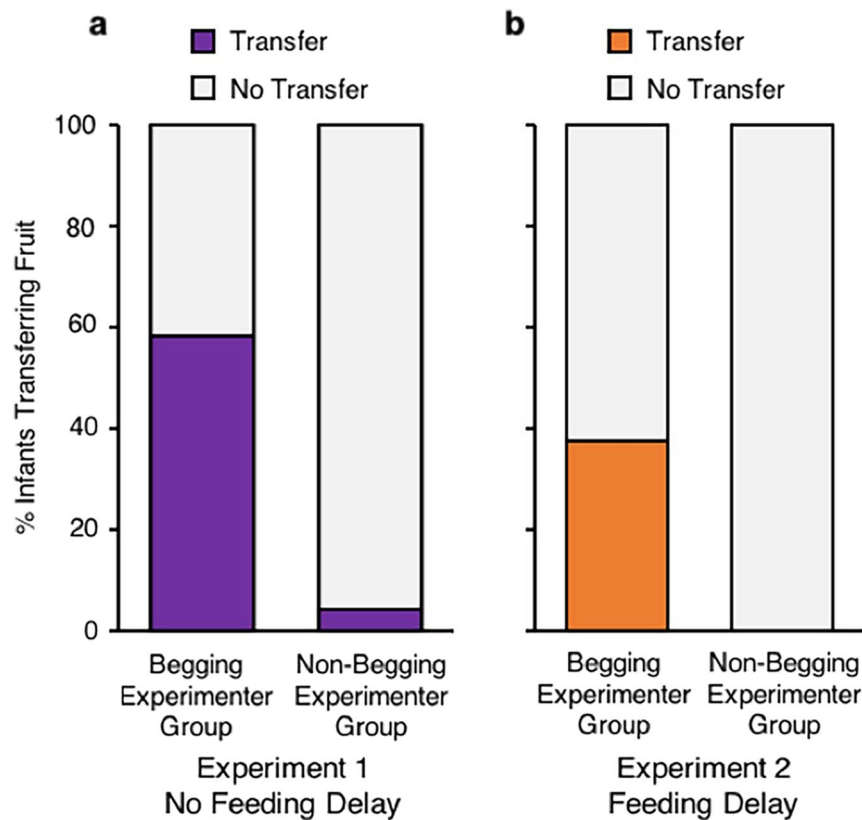 a
Transfer
No Transfer
b
Transfer
No Transfer
% Infants Transferring Fruit
100
80
60
40
20
0
Begging
Experimenter
Group
Non-Begging
Experimenter
Group
Experiment 1
No Feeding Delay
Begging
Experimenter
Group
Non-Begging
Experimenter
Group
Experiment 2
Feeding Delay